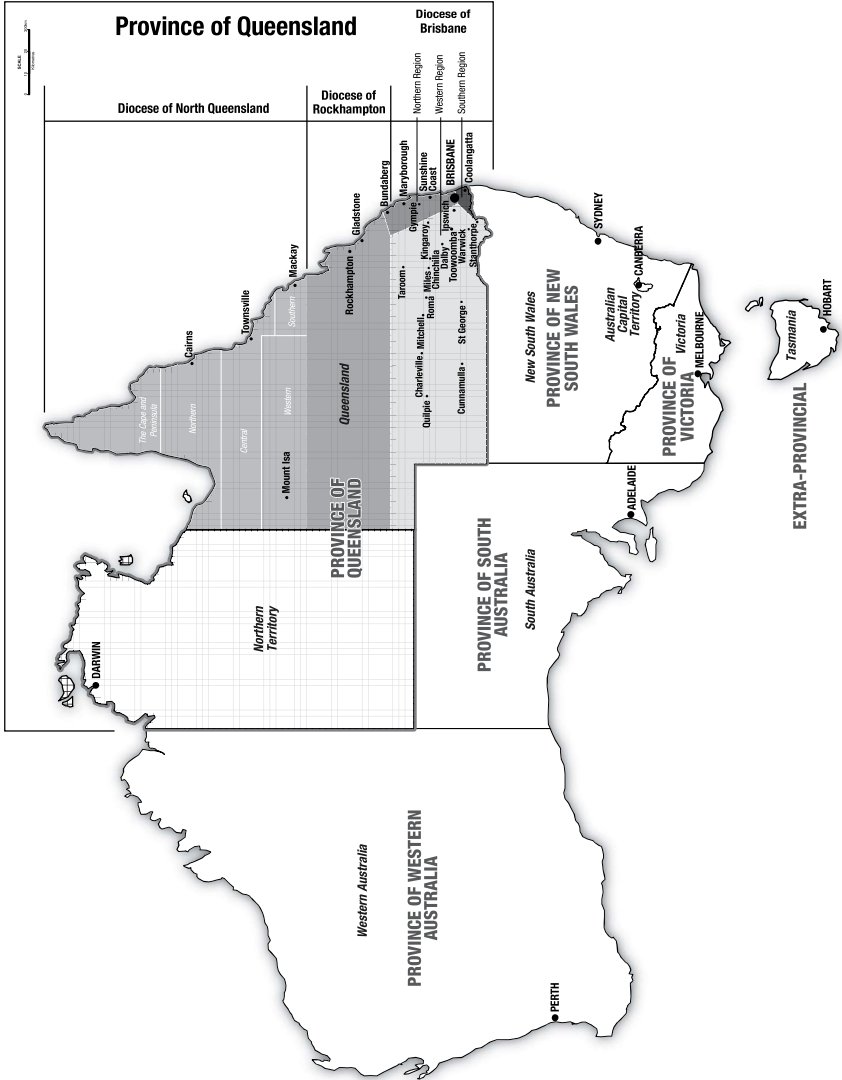 Province of Queensland
Diocese of
Brisbane
SCALE
Diocese of North Queensland
Diocese of
Rockhampton
Northern Region
Western Region
Southern Region
Cairns
Townsville
Mackay
Rockhampton
Gladstone
Bundaberg
Maryborough
Gympie
Sunshine
Coast
BRISBANE
Coolangatta
Ipswich
Kingaroy
Taroom
Miles
Chinchilla
Dalby
Toowoomba
Warwick
Stanthorpe
Roma
Mitchell
St George
Charleville
Quilpie
Cunnamulla
Mount Isa
The Cape and
Peninsula
Northern
Central
Western
Southern
Queensland
PROVINCE OF
QUEENSLAND
Northern
Territory
DARWIN
New South Wales
PROVINCE OF NEW
SOUTH WALES
SYDNEY
CANBERRA
Australian
Capital
Territory
Victoria
PROVINCE OF
VICTORIA
MELBOURNE
Tasmania
HOBART
EXTRA-PROVINCIAL
ADELAIDE
PROVINCE OF SOUTH
AUSTRALIA
South Australia
Western Australia
PROVINCE OF WESTERN
AUSTRALIA
PERTH